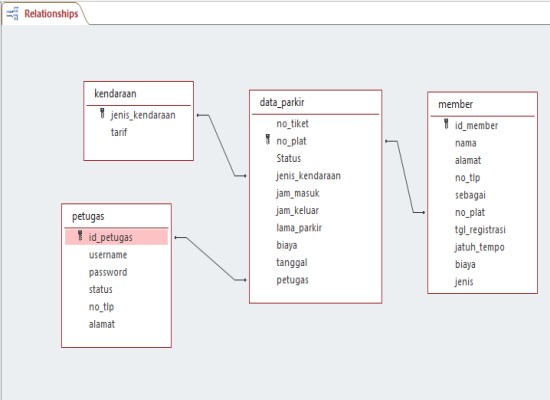 Relationships
kendaraan
jenis_kendaraan
tarif
data_parkir
no_tiket
no_plat
Status
jenis_kendaraan
jam_masuk
jam_keluar
lama_parkir
biaya
tanggal
petugas
member
id_member
nama
alamat
no_tlp
sebagai
no_plat
tgl_registrasi
jatuh_tempo
biaya
jenis
petugas
id_petugas
username
password
status
no_tlp
alamat